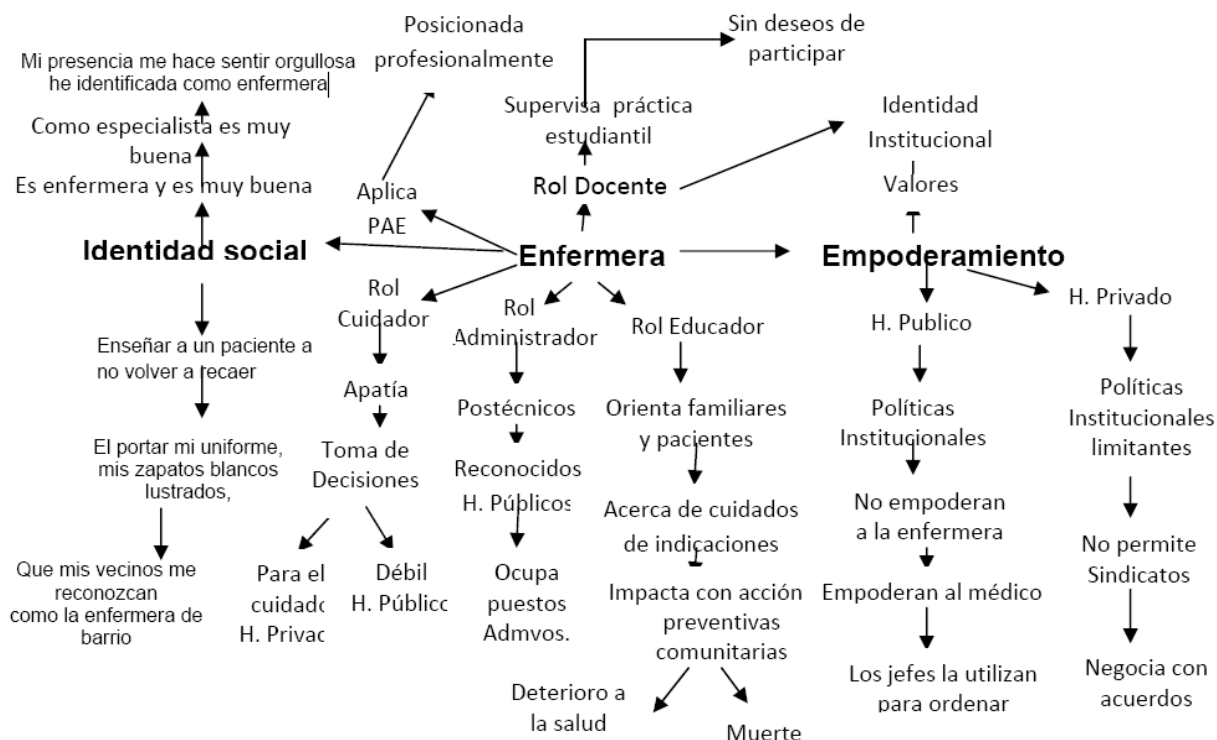 Posicionada
profesionalmente
Sin deseos de
participar
Mi presencia me hace sentir orgullosa
he identificada como enfermera
Supervisa práctica
estudiantil
Identidad
Institucional
Como especialista es muy
buena
Es enfermera y es muy buena
Aplica
PAE
Rol Docente
Valores
Identidad social
Enfermera
Empoderamiento
Rol
Cuidador
Rol
Administrador
Rol Educador
H. Publico
H. Privado
Enseñar a un paciente a
no volver a recaer
Apatía
Postécnicos
Orienta familiares
y pacientes
Políticas
Institucionales
Políticas
Institucionales
limitantes
El portar mi uniforme,
mis zapatos blancos
lustrados,
Toma de
Decisiones
Reconocidos
H. Públicos
Acerca de cuidados
de indicaciones
No empoderan
a la enfermera
No permite
Sindicatos
Que mis vecinos me
reconozcan
como la enfermera de
barrio
Para el
cuidado
H. Privad
Débil
H. Público
Ocupa
puestos
Admvos.
Impacta con acción
preventivas
comunitarias
Empoderan al médico
Deterioro a
la salud
Muerte
Los jefes la utilizan
para ordenar
Negocia con
acuerdos